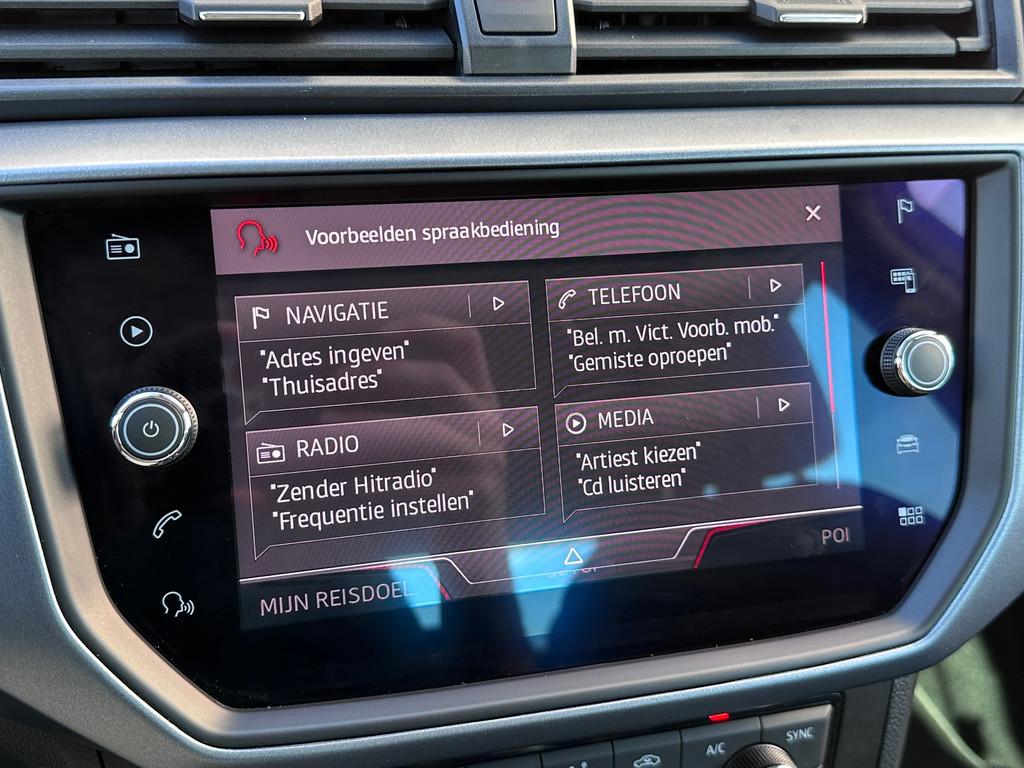 Voorbeelden spraakbediening
NAVIGATIE
"Adres ingeven"
"Thuisadres"
TELEFOON
"Bel. m. Vict. Voorb. mob."
"Gemiste oproepen"
RADIO
"Zender Hitradio"
"Frequentie instellen"
MEDIA
"Artiest kiezen"
"Cd luisteren"
MIJN REISDOEL.
POI
A/C
SYNC